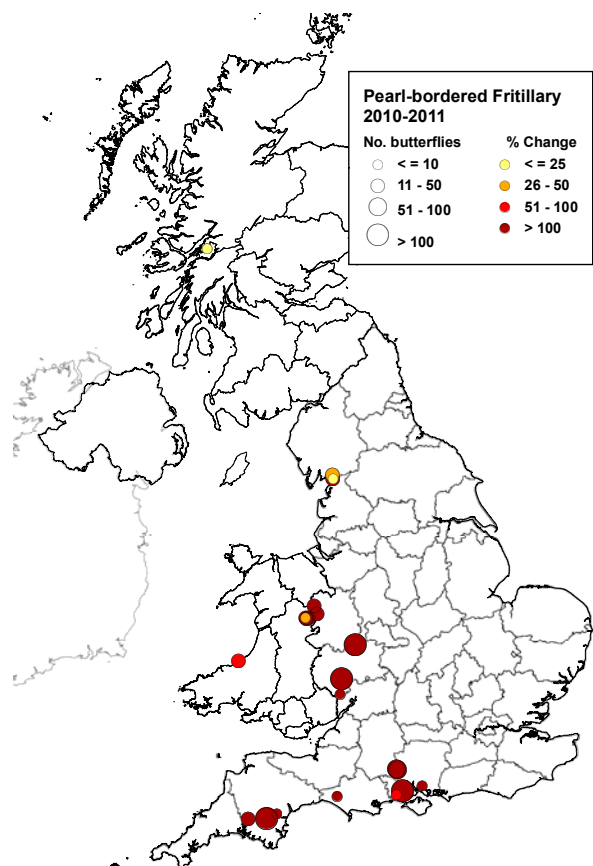 Pearl-bordered Fritillary
2010-2011
No. butterflies % Change
< = 10 < = 25
11 - 50 26 - 50
51 - 100 51 - 100
> 100 > 100